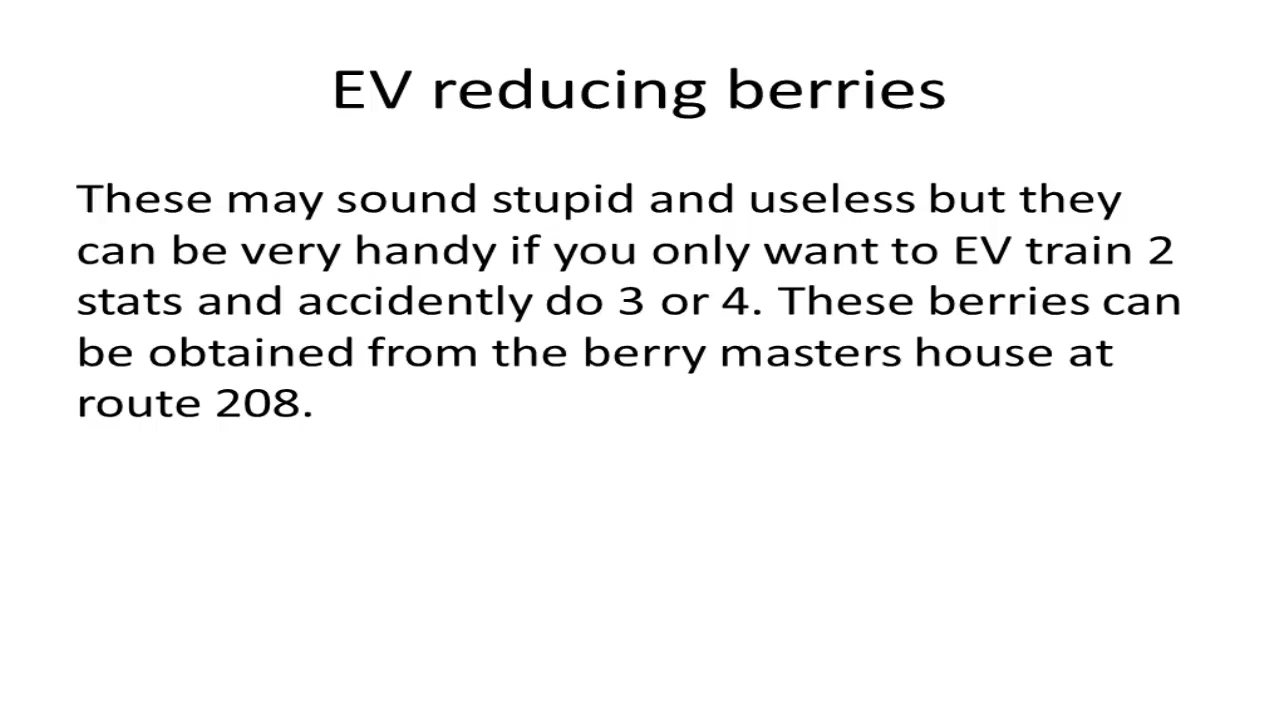 EV reducing berries
These may sound stupid and useless but they
can be very handy if you only want to EV train 2
stats and accidently do 3 or 4. These berries can
be obtained from the berry masters house at
route 208.